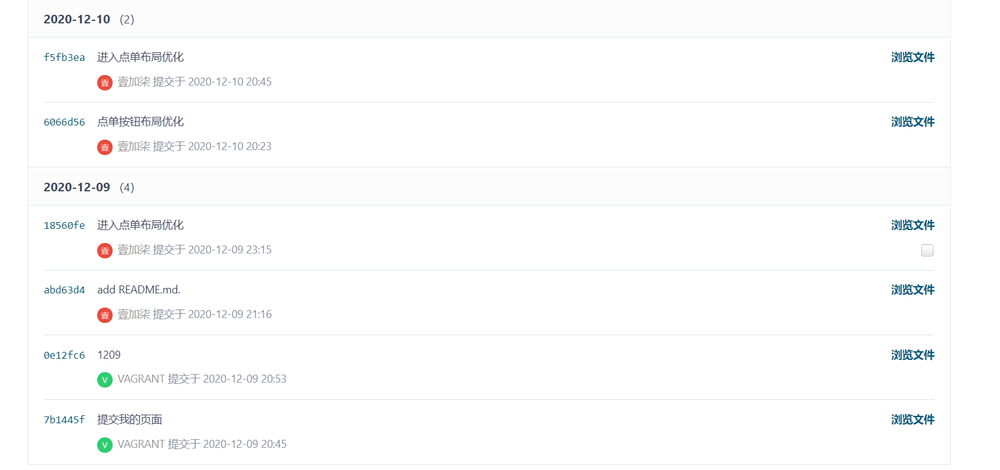 2020-12-10 (2)
f5fb3ea 进入点单布局优化 浏览文件
壹 壹加柒 提交于 2020-12-10 20:45
6066d56 点单按钮布局优化 浏览文件
壹 壹加柒 提交于 2020-12-10 20:23
2020-12-09 (4)
18560fe 进入点单布局优化 浏览文件
壹 壹加柒 提交于 2020-12-09 23:15
abd63d4 add README.md. 浏览文件
壹 壹加柒 提交于 2020-12-09 21:16
0e12fc6 1209 浏览文件
V VAGRANT 提交于 2020-12-09 20:53
7b1445f 提交我的页面 浏览文件
V VAGRANT 提交于 2020-12-09 20:45